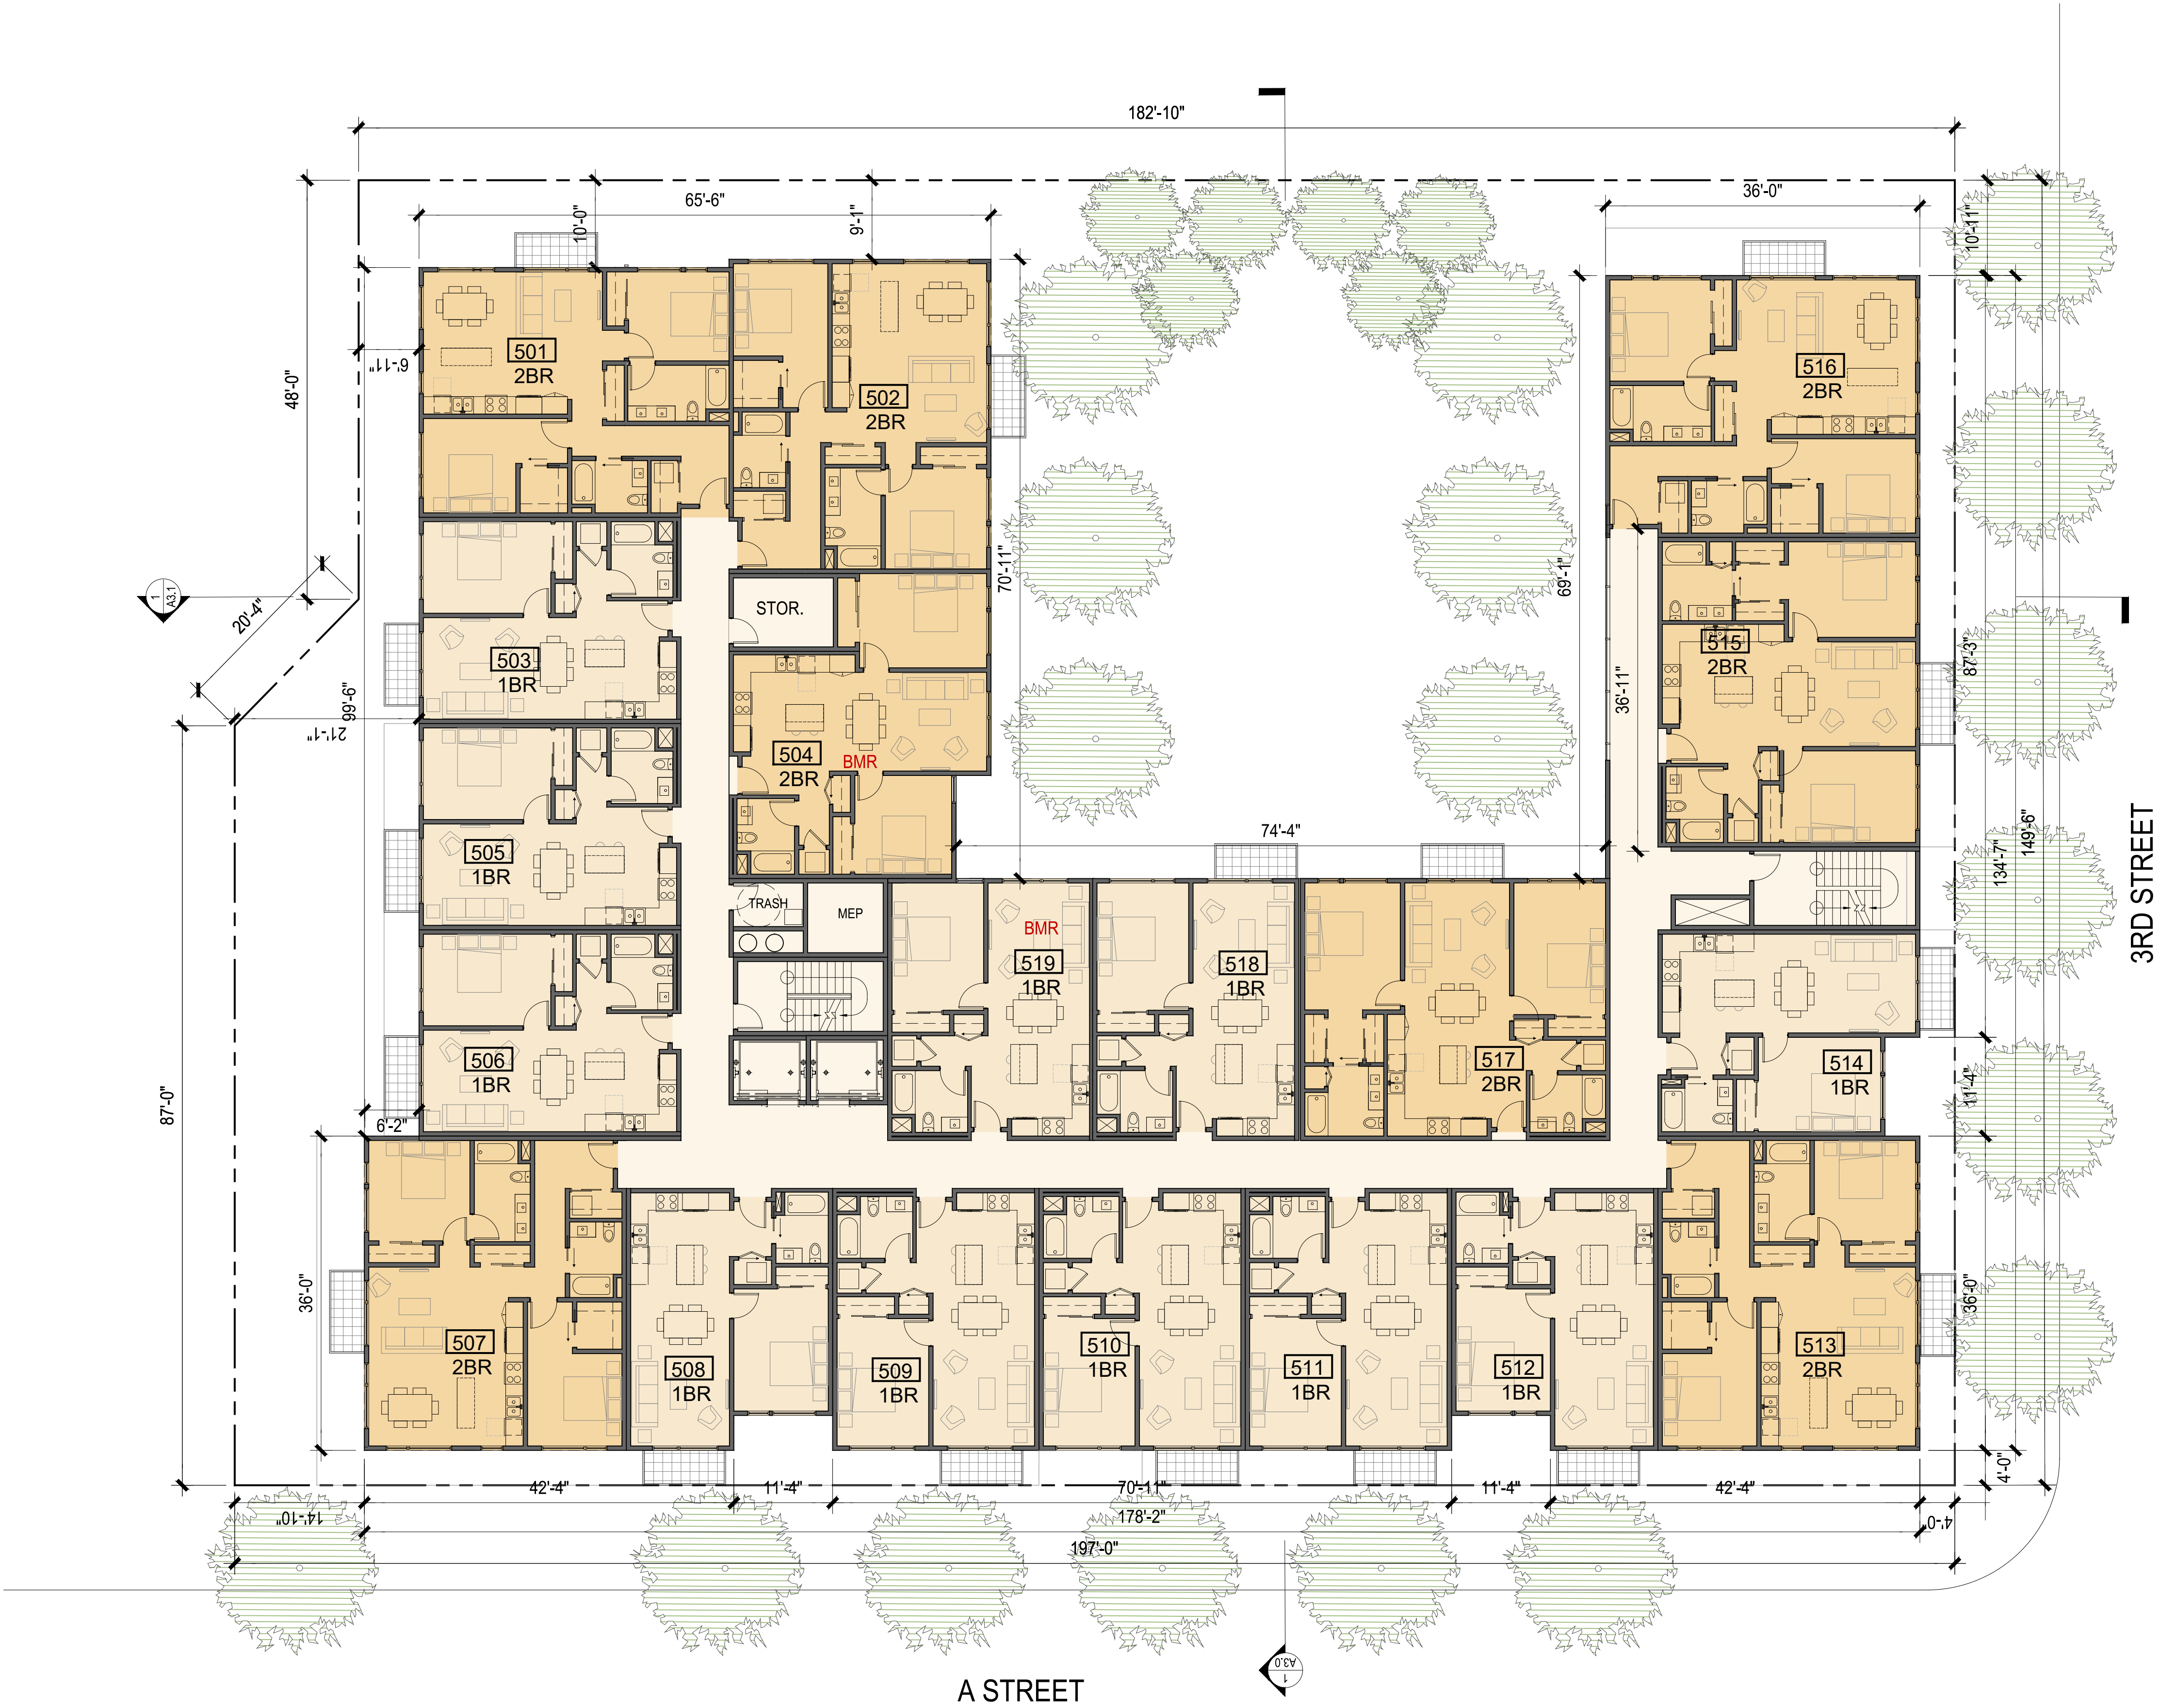 182'-10"
65'-6"
36'-0"
10'-0"
9'-1"
10'-11"
48'-0"
6'-11"
501
2BR
502
2BR
516
2BR
1
A3.1
20'-4"
STOR.
70'-11"
69'-1"
503
1BR
515
2BR
36'-11"
87'-3"
99'-6"
21'-1"
504
2BR
BMR
505
1BR
74'-4"
149'-6"
134'-7"
3RD STREET
TRASH
MEP
BMR
519
1BR
518
1BR
506
1BR
517
2BR
514
1BR
11'-4"
87'-0"
6'-2"
36'-0"
36'-0"
507
2BR
508
1BR
509
1BR
510
1BR
511
1BR
512
1BR
513
2BR
4'-0"
42'-4"
11'-4"
70'-11"
11'-4"
42'-4"
14'-10"
178'-2"
4'-0"
197'-0"
1
A3.0
A STREET